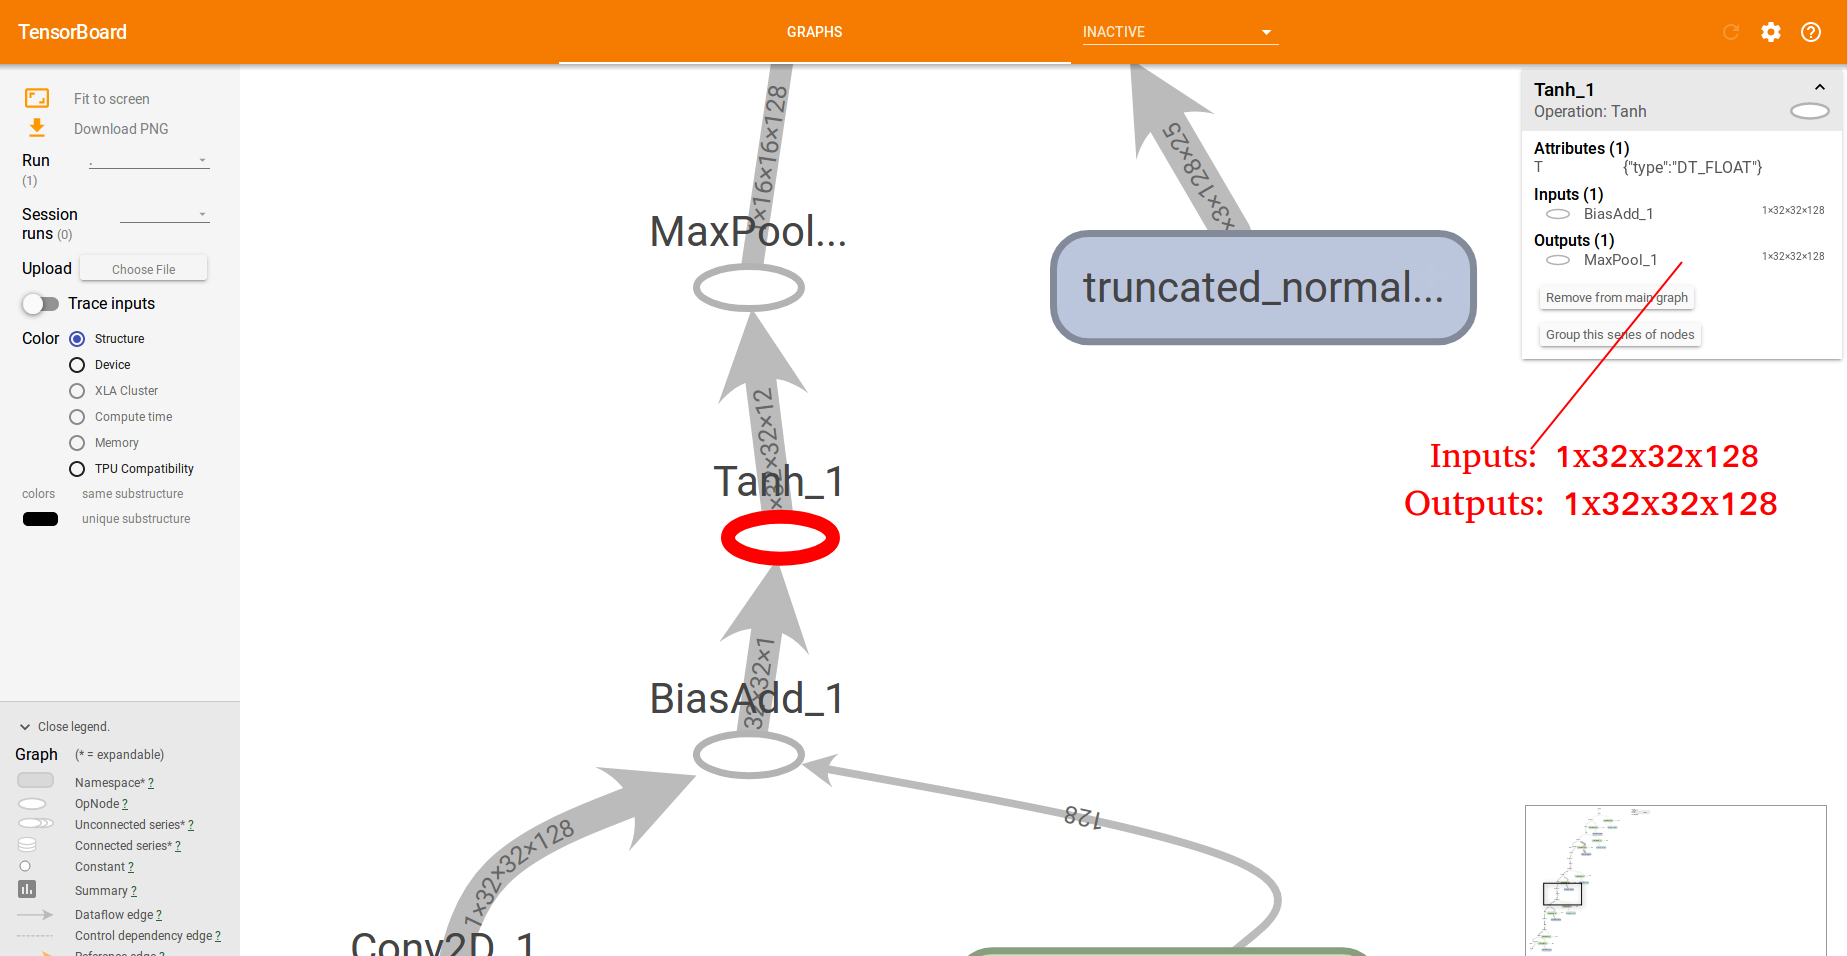 TensorBoard
GRAPHS
INACTIVE
Fit to screen
Download PNG
Run
(1)
.
Session
runs (0)
Upload
Choose File
Trace inputs
Color
Structure
Device
XLA Cluster
Compute time
Memory
TPU Compatibility
colors same substructure
unique substructure
Close legend.
Graph (* = expandable)
Namespace* ?
OpNode ?
Unconnected series* ?
Connected series* ?
Constant ?
Summary ?
Dataflow edge ?
Control dependency edge ?
Reference edge ?
×16×16×128
MaxPool...
×3×128×25
truncated_normal...
×32×32×12
Tanh_1
32×32×1
BiasAdd_1
1×32×32×128
128
Conv2D_1
Tanh_1
Operation: Tanh
Attributes (1)
T {"type":"DT_FLOAT"}
Inputs (1)
BiasAdd_1 1×32×32×128
Outputs (1)
MaxPool_1 1×32×32×128
Remove from main graph
Group this series of nodes
Inputs: 1x32x32x128
Outputs: 1x32x32x128